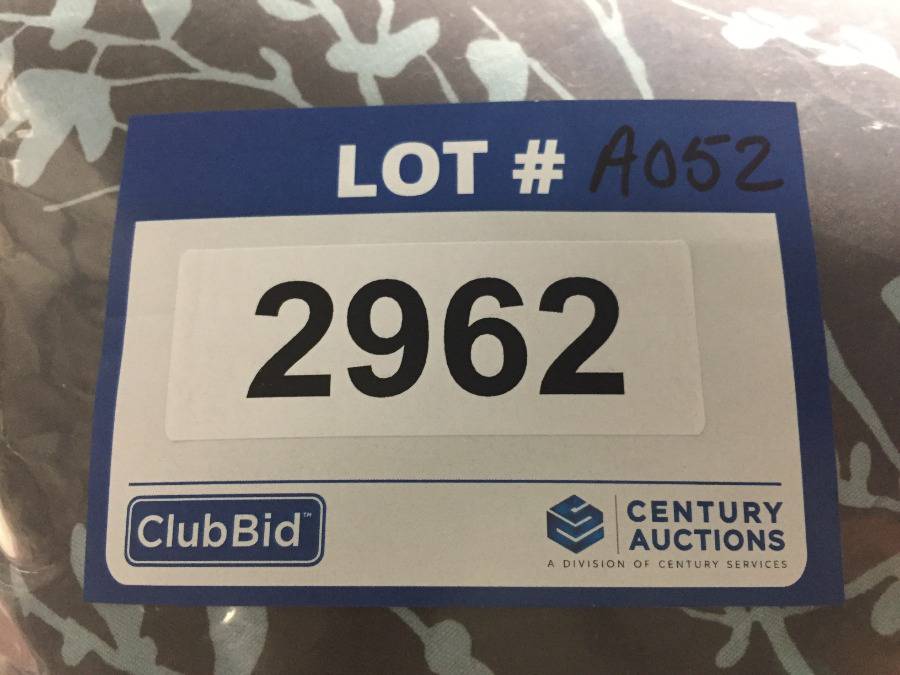 LOT # A052
2962
ClubBid™
CENTURY
AUCTIONS
A DIVISION OF CENTURY SERVICES